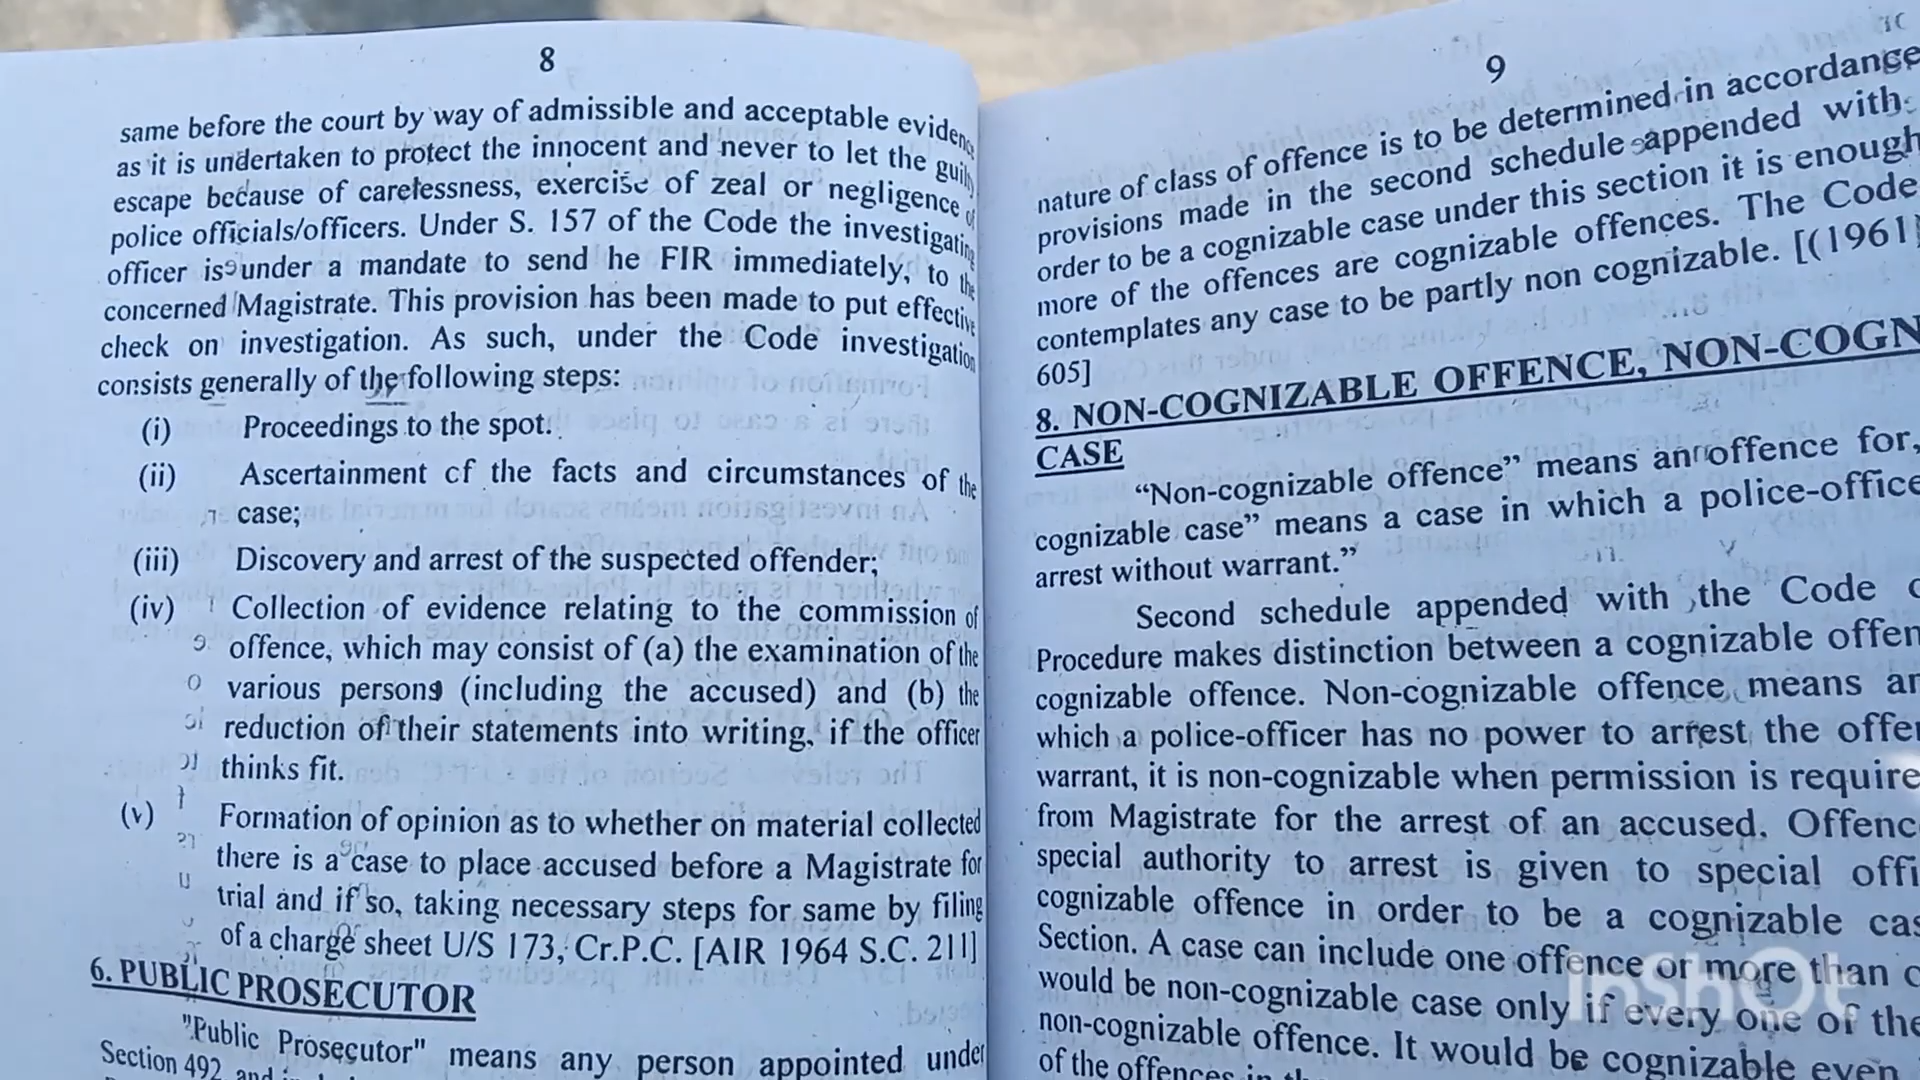 8
same before the court by way of admissible and acceptable evidenc
as it is undertaken to protect the innocent and never to let the guilty
escape because of carelessness, exercise of zeal or negligence of
police officials/officers. Under S. 157 of the Code the investigating
officer is under a mandate to send he FIR immediately, to the
concerned Magistrate. This provision has been made to put effective
check on investigation. As such, under the Code investigation
consists generally of the following steps:
(i) Proceedings to the spot.
(ii) Ascertainment of the facts and circumstances of the
case;
(iii) Discovery and arrest of the suspected offender;
(iv) Collection of evidence relating to the commission of
offence, which may consist of (a) the examination of the
various persons (including the accused) and (b) the
reduction of their statements into writing, if the officer
thinks fit.
(v) Formation of opinion as to whether on material collected
there is a case to place accused before a Magistrate for
trial and if so, taking necessary steps for same by filing
of a charge sheet U/S 173, Cr.P.C. [AIR 1964 S.C. 211]
6. PUBLIC PROSECUTOR
"Public Prosecutor" means any person appointed under
Section 492
9
nature of class of offence is to be determined in accordance
provisions made in the second schedule appended with
order to be a cognizable case under this section it is enough
more of the offences are cognizable offences. The Code
contemplates any case to be partly non cognizable. [(1961)
605]
8. NON-COGNIZABLE OFFENCE, NON-COGN
CASE
“Non-cognizable offence” means an offence for,
cognizable case” means a case in which a police-office
arrest without warrant.”
Second schedule appended with the Code
Procedure makes distinction between a cognizable offen
cognizable offence. Non-cognizable offence means an
which a police-officer has no power to arrest the offen
warrant, it is non-cognizable when permission is require
from Magistrate for the arrest of an accused. Offenc
special authority to arrest is given to special offi
cognizable offence in order to be a cognizable cas
Section. A case can include one offence or more than
would be non-cognizable case only if every one of the
non-cognizable offence. It would be cognizable even
of the offences in
InShOt